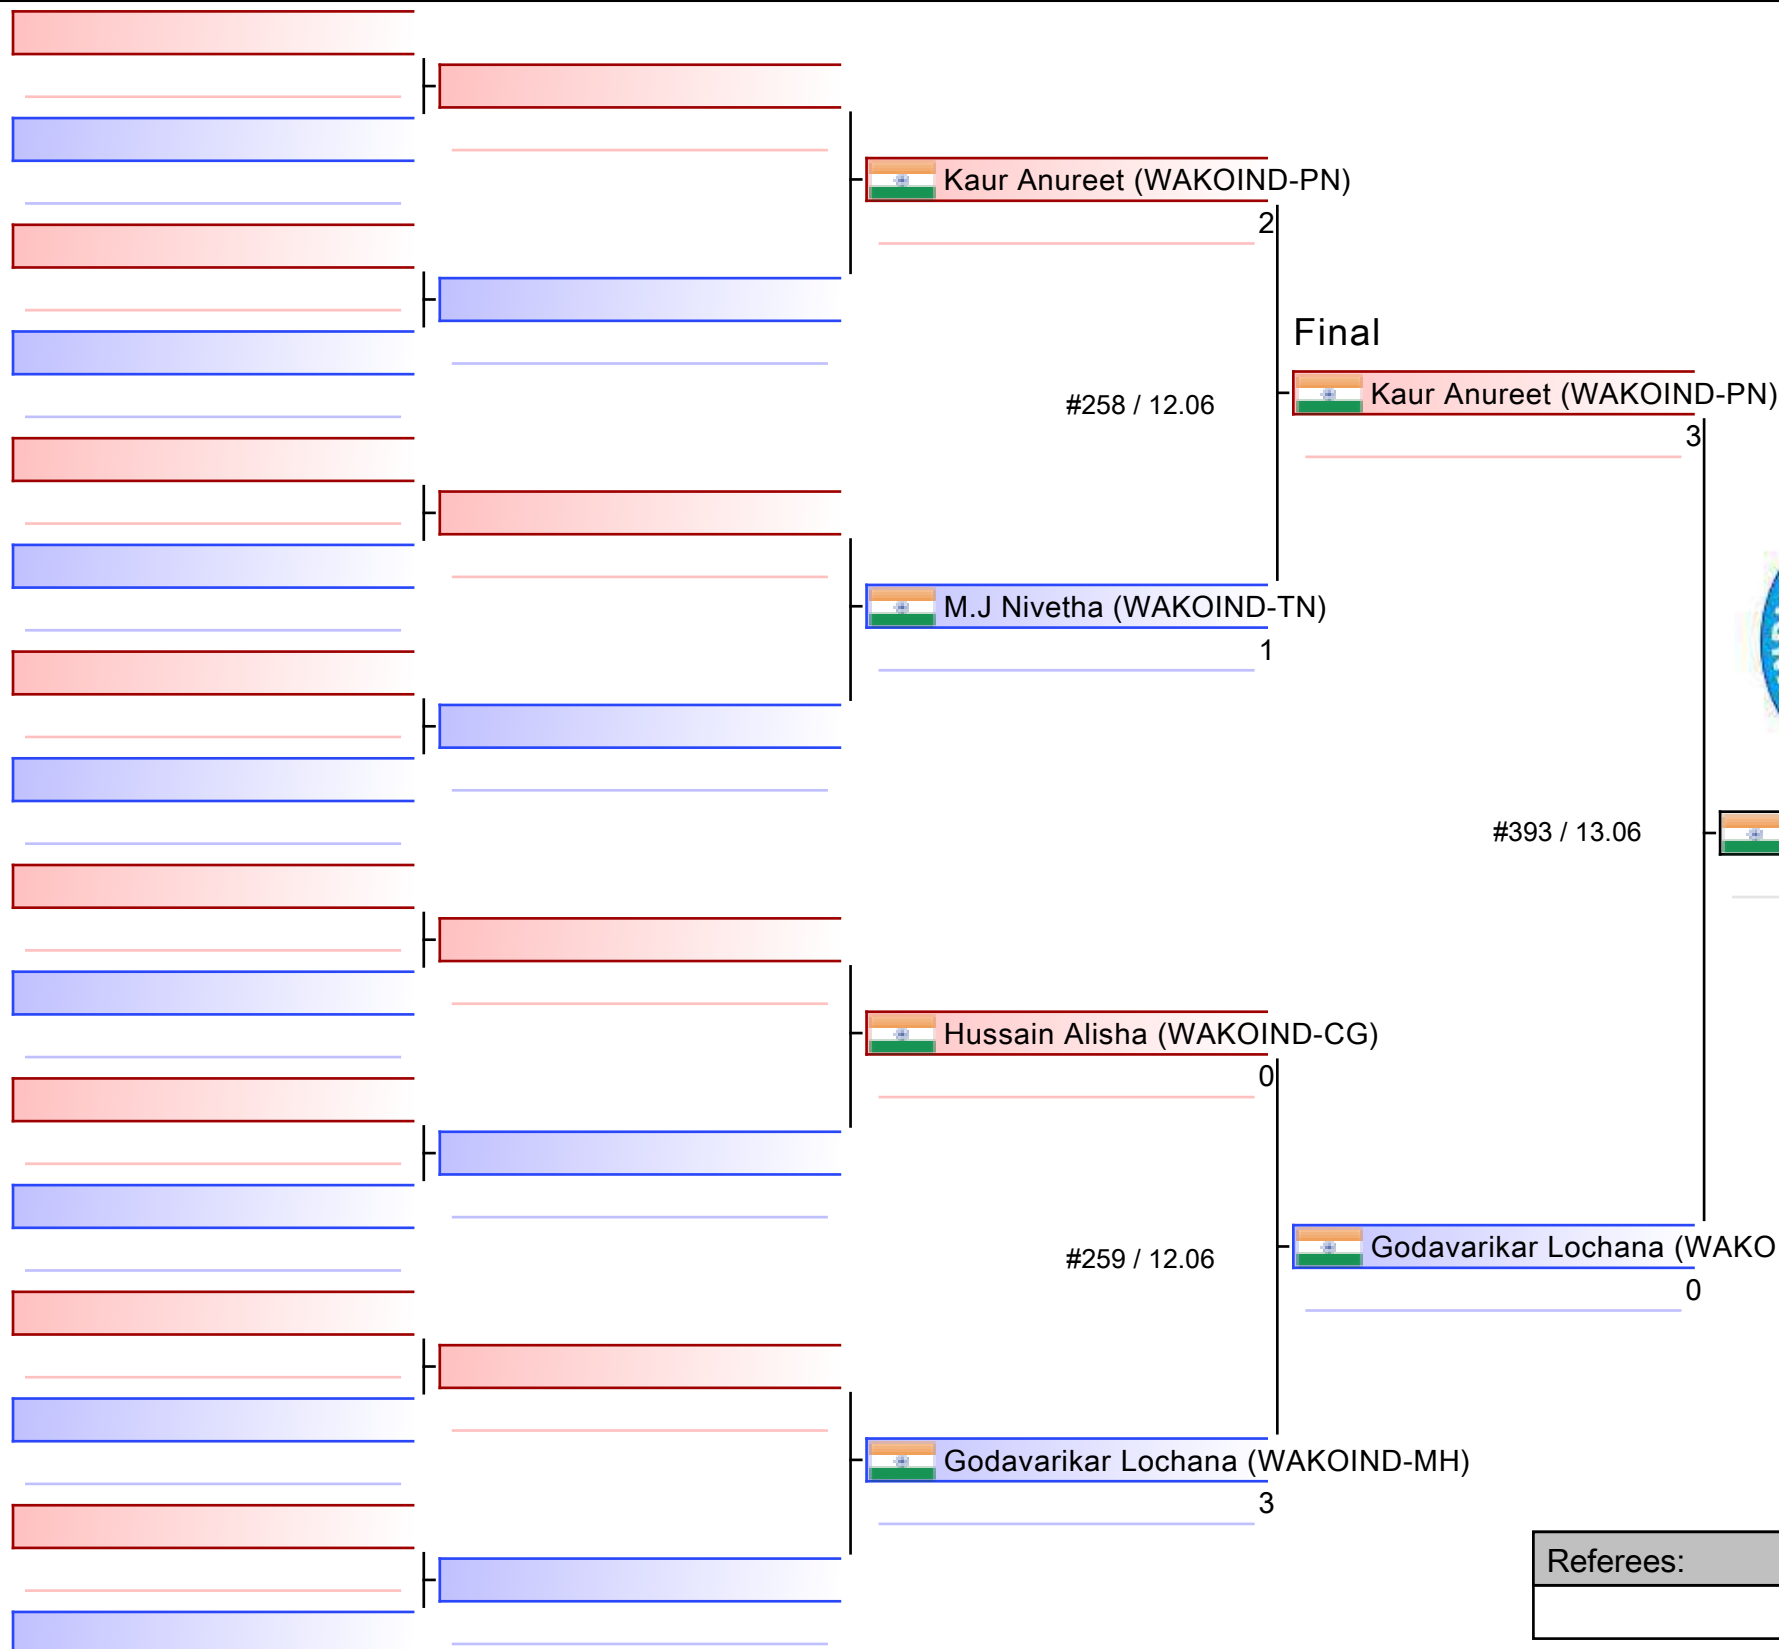 Kaur Anureet (WAKOIND-PN)
2
Final
#258 / 12.06
Kaur Anureet (WAKOIND-PN)
3
M.J Nivetha (WAKOIND-TN)
1
#393 / 13.06
Hussain Alisha (WAKOIND-CG)
0
#259 / 12.06
Godavarikar Lochana (WAKO
0
Godavarikar Lochana (WAKOIND-MH)
3
Referees: